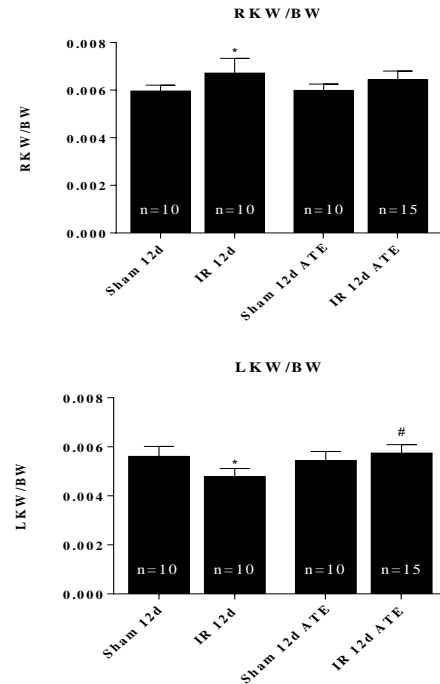 RKW/BW
0.008
*
0.006
0.004
0.002
0.000
RKW/BW
n=10 n=10 n=10 n=15
Sham 12d IR 12d Sham 12d ATE IR 12d ATE
LKW/BW
0.008
#
*
0.006
0.004
0.002
0.000
LKW/BW
n=10 n=10 n=10 n=15
Sham 12d IR 12d Sham 12d ATE IR 12d ATE